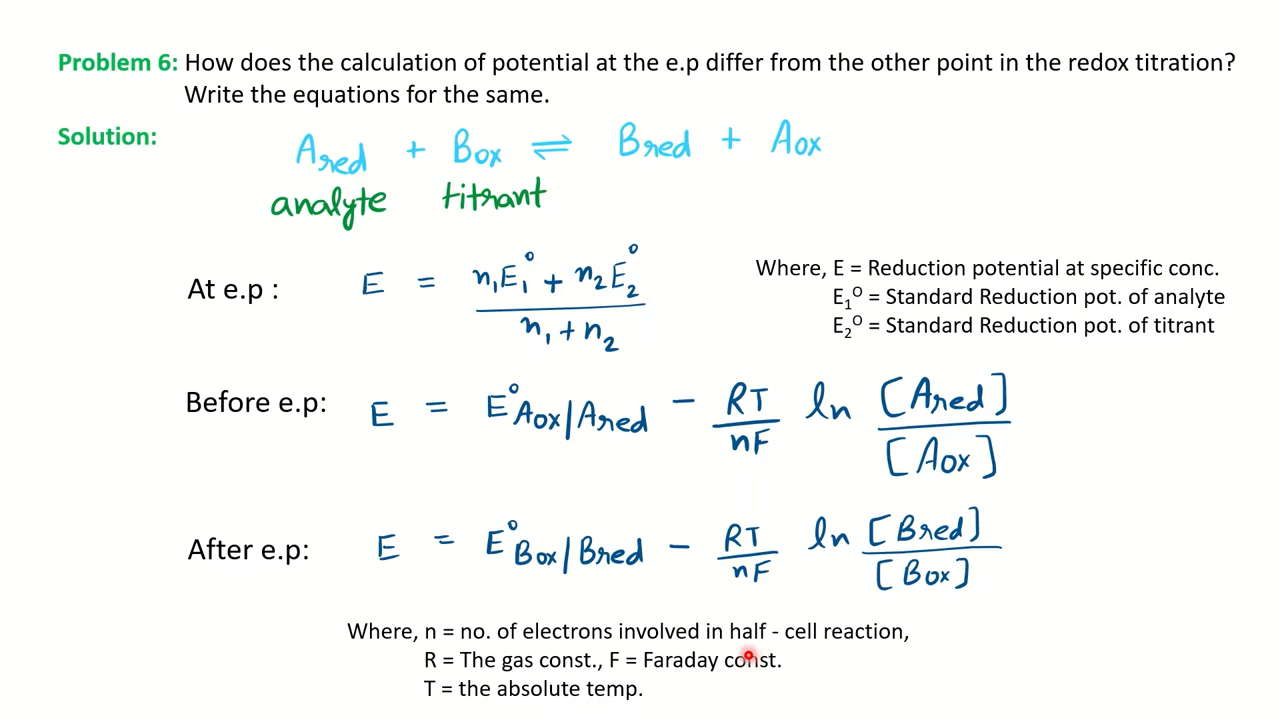 Problem 6: How does the calculation of potential at the e.p differ from the other point in the redox titration?
Write the equations for the same.
Solution:
Ared + Box ⇌ Bred + Aox
analyte titrant
At e.p : E = (n₁E₁° + n₂E₂°) / (n₁ + n₂)
Where, E = Reduction potential at specific conc.
E₁ᴼ = Standard Reduction pot. of analyte
E₂ᴼ = Standard Reduction pot. of titrant
Before e.p: E = E°Aox/Ared − RT/nF ln [Ared]/[Aox]
After e.p: E = E°Box/Bred − RT/nF ln [Bred]/[Box]
Where, n = no. of electrons involved in half - cell reaction,
R = The gas const., F = Faraday const.
T = the absolute temp.